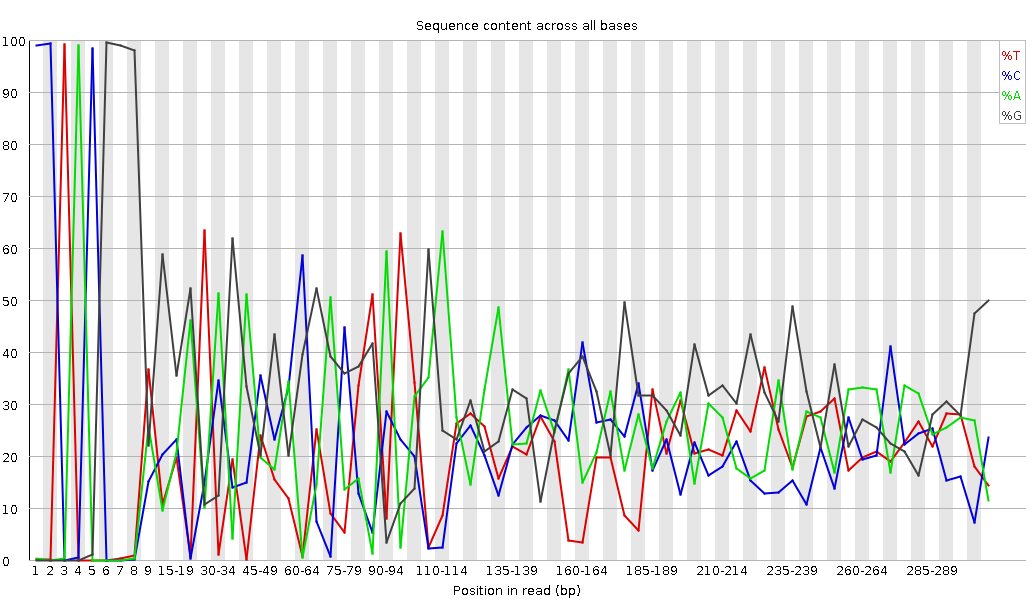 Sequence content across all bases
100
90
80
70
60
50
40
30
20
10
0
%T
%C
%A
%G
1 2 3 4 5 6 7 8 9 15-19 30-34 45-49 60-64 75-79 90-94 110-114 135-139 160-164 185-189 210-214 235-239 260-264 285-289
Position in read (bp)